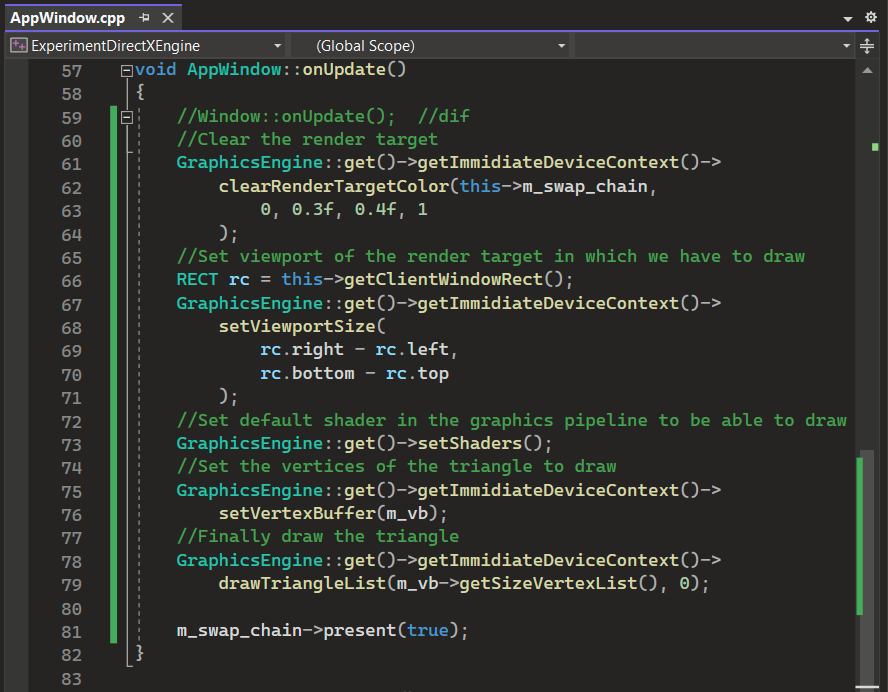 AppWindow.cpp
ExperimentDirectXEngine (Global Scope)
57 void AppWindow::onUpdate()
58 {
59 //Window::onUpdate(); //dif
60 //Clear the render target
61 GraphicsEngine::get()->getImmidiateDeviceContext()->
62 clearRenderTargetColor(this->m_swap_chain,
63 0, 0.3f, 0.4f, 1
64 );
65 //Set viewport of the render target in which we have to draw
66 RECT rc = this->getClientWindowRect();
67 GraphicsEngine::get()->getImmidiateDeviceContext()->
68 setViewportSize(
69 rc.right - rc.left,
70 rc.bottom - rc.top
71 );
72 //Set default shader in the graphics pipeline to be able to draw
73 GraphicsEngine::get()->setShaders();
74 //Set the vertices of the triangle to draw
75 GraphicsEngine::get()->getImmidiateDeviceContext()->
76 setVertexBuffer(m_vb);
77 //Finally draw the triangle
78 GraphicsEngine::get()->getImmidiateDeviceContext()->
79 drawTriangleList(m_vb->getSizeVertexList(), 0);
80
81 m_swap_chain->present(true);
82 }
83